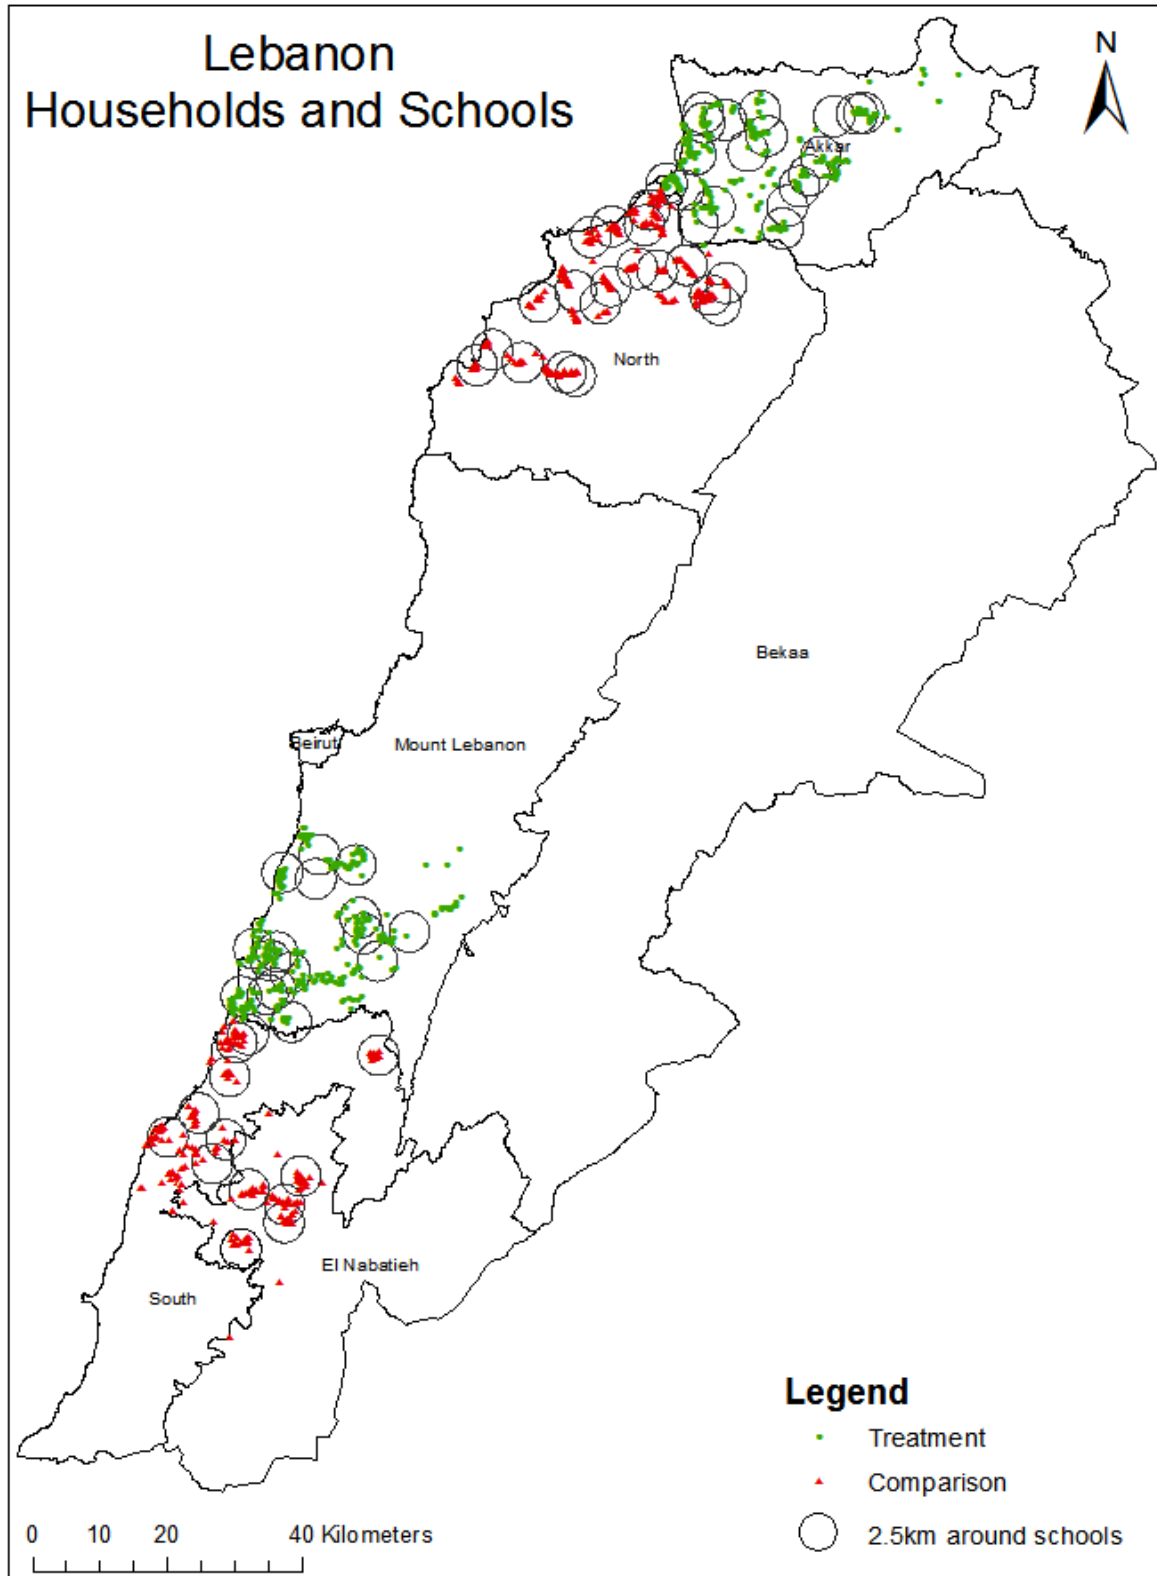 Lebanon
Households and Schools
N
Akkar
North
Bekaa
Beirut
Mount Lebanon
El Nabatieh
South
Legend
Treatment
Comparison
2.5km around schools
0 10 20 40 Kilometers